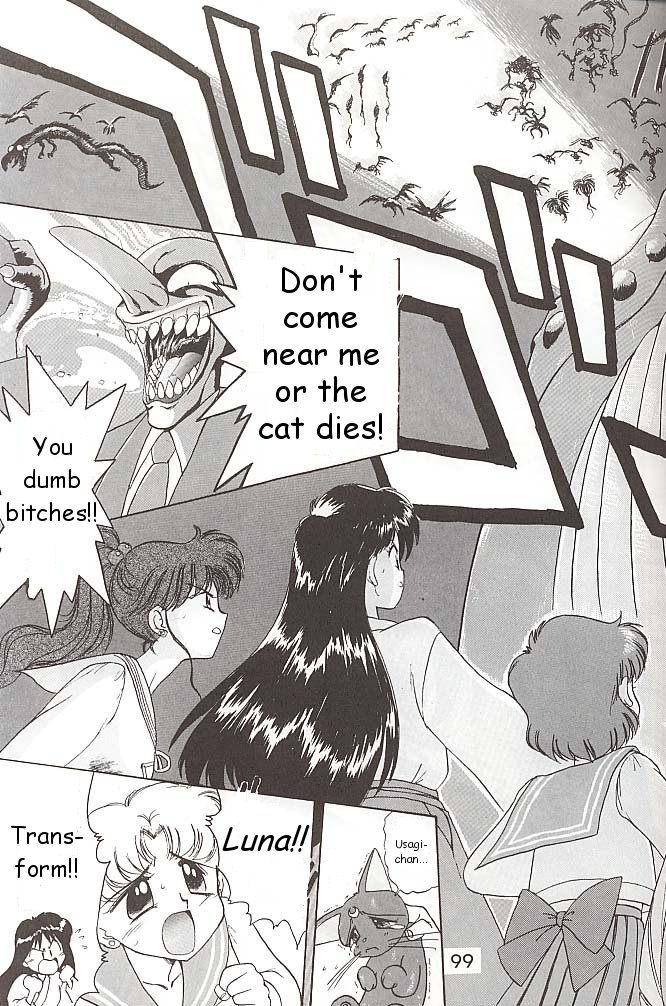 Don't
come
near me
or the
cat dies!
You
dumb
bitches!!
Luna!!
Trans-
form!!
Usagi-
chan...
99